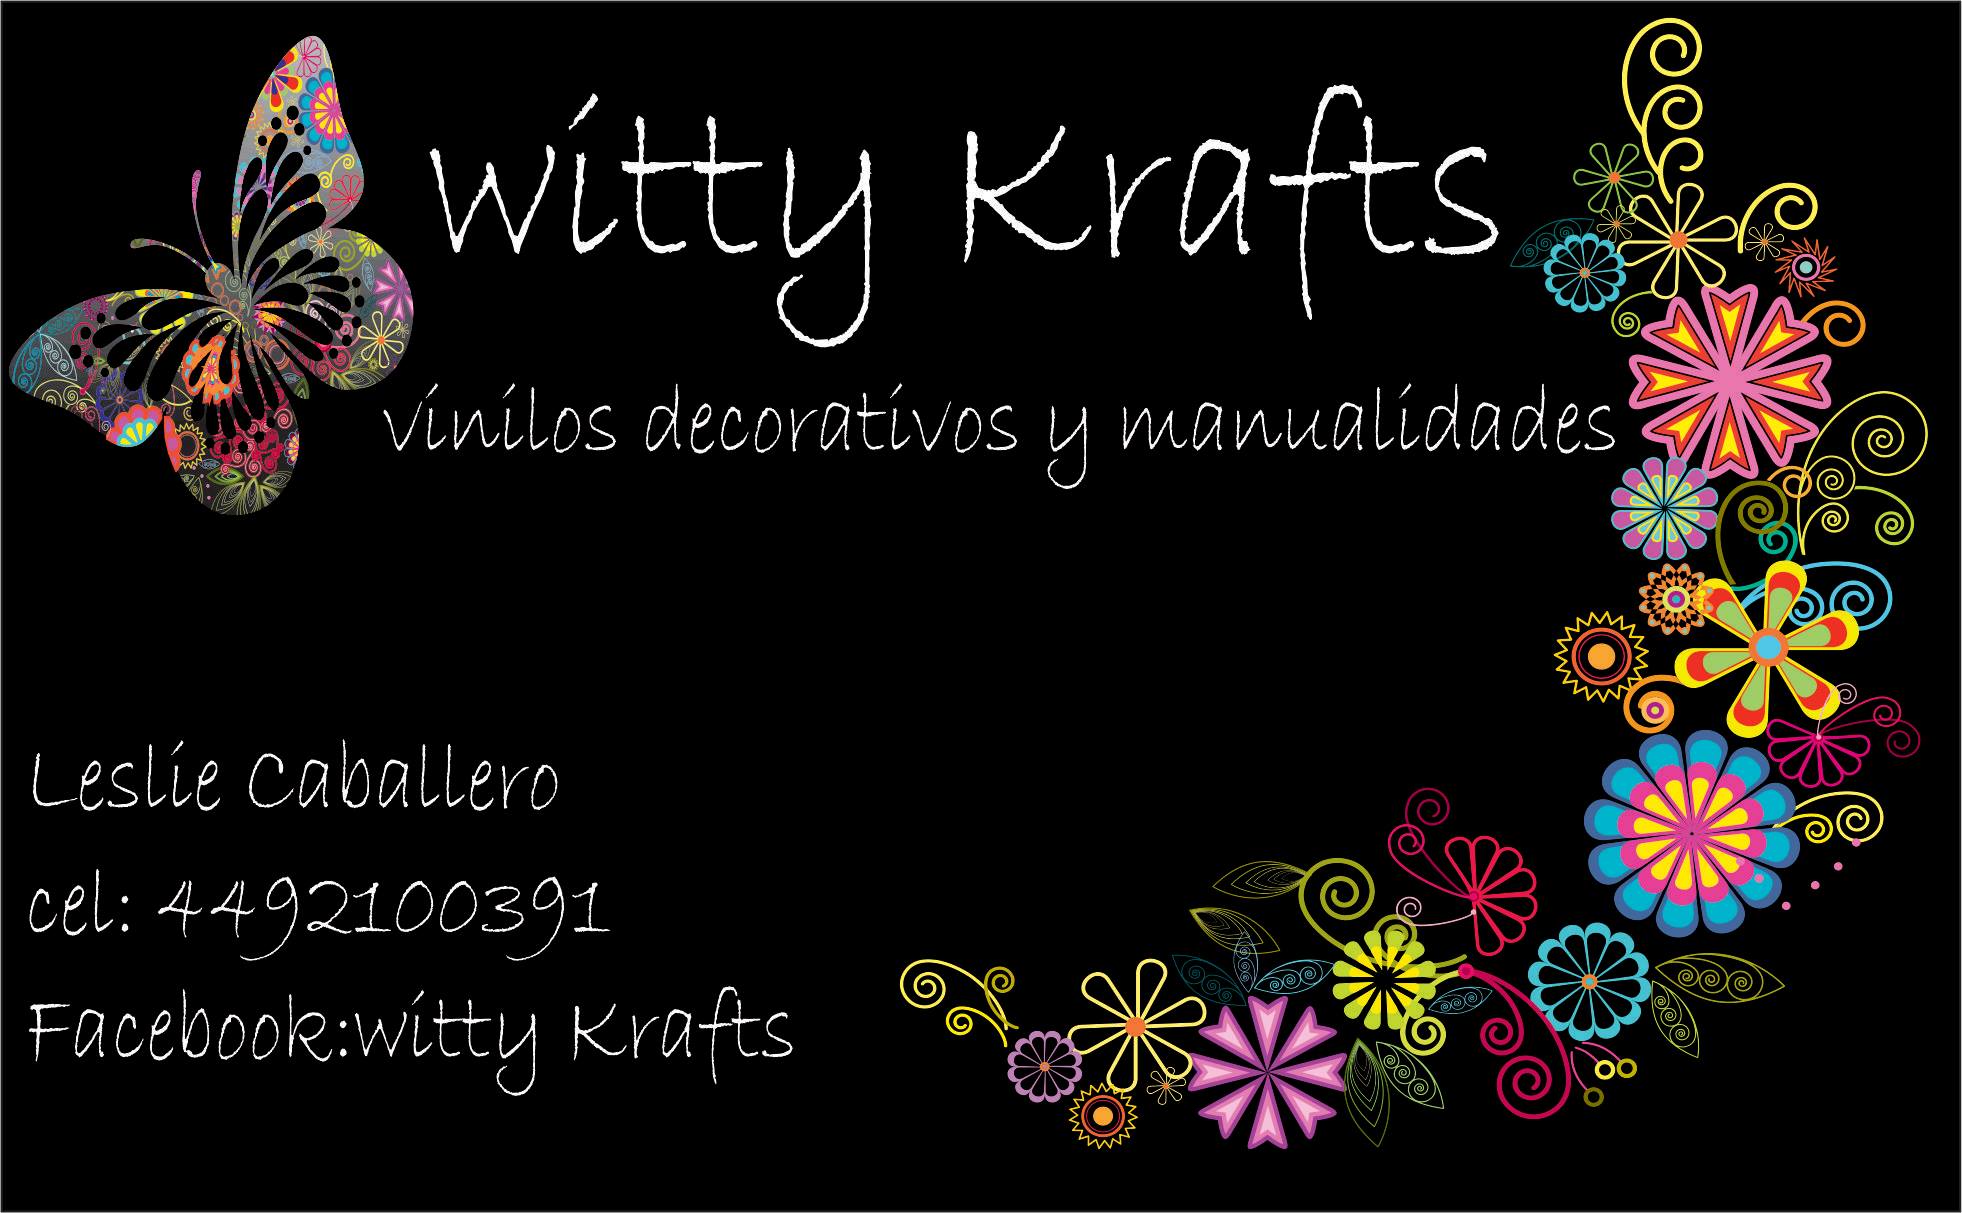 witty Krafts
vinilos decorativos y manualidades
Leslie Caballero
cel: 4492100391
Facebook:witty Krafts